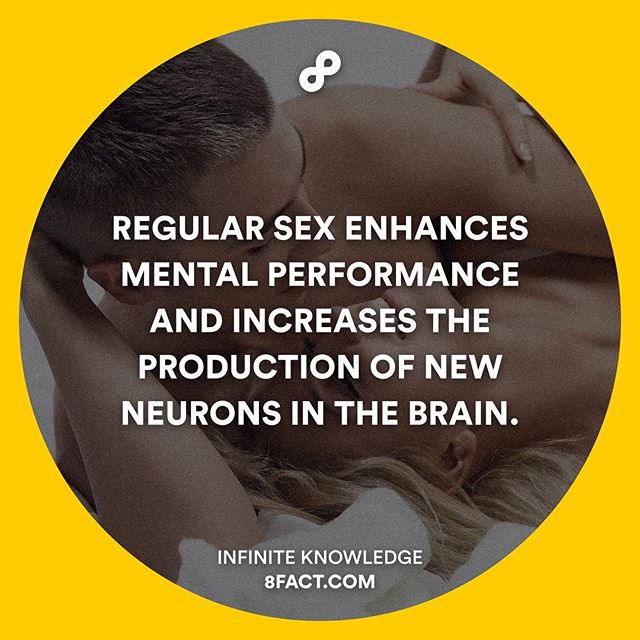 REGULAR SEX ENHANCES
MENTAL PERFORMANCE
AND INCREASES THE
PRODUCTION OF NEW
NEURONS IN THE BRAIN.
INFINITE KNOWLEDGE
8FACT.COM